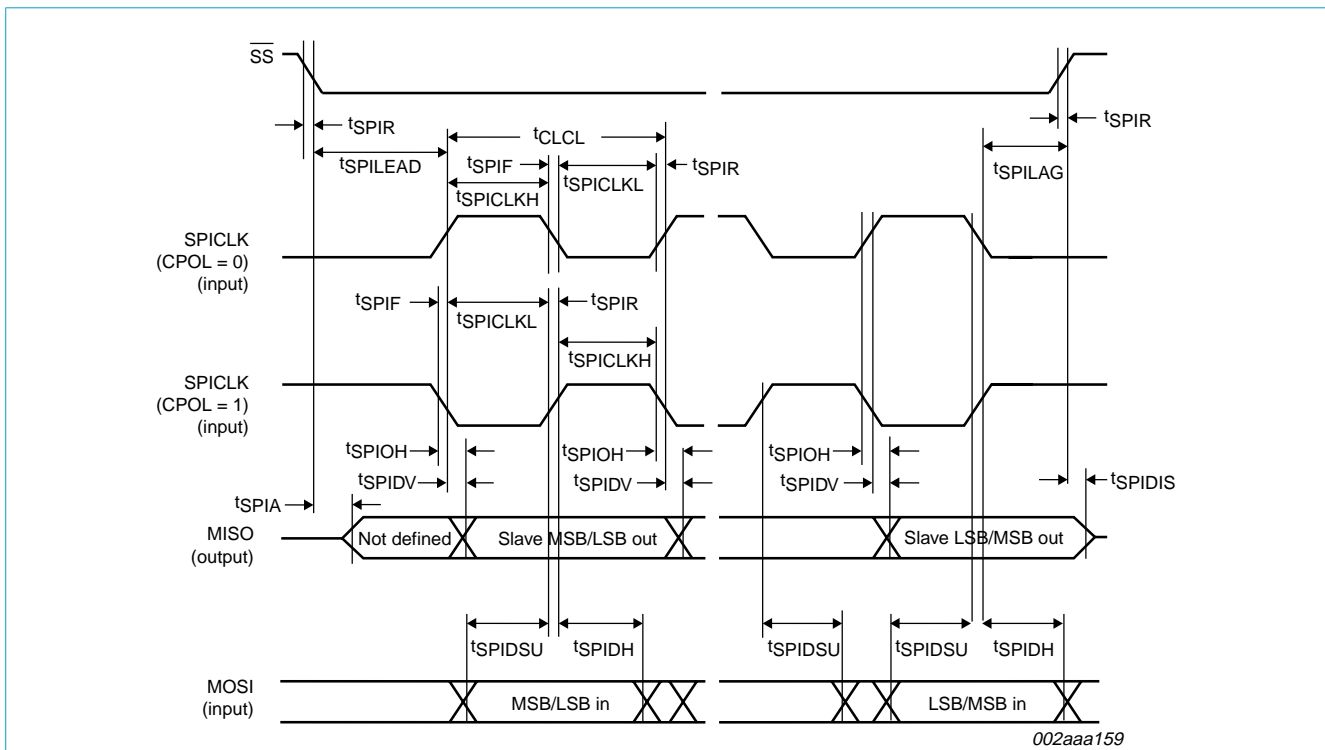 SS
tSPIR
tCLCL
tSPIR
tSPILEAD
tSPIF
tSPICLKL
tSPIR
tSPILAG
tSPICLKH
SPICLK
(CPOL = 0)
(input)
tSPIF
tSPICLKL
tSPIR
tSPICLKH
SPICLK
(CPOL = 1)
(input)
tSPIOH
tSPIOH
tSPIOH
tSPIDV
tSPIDV
tSPIDV
tSPIDIS
tSPIA
MISO
(output)
Not defined
Slave MSB/LSB out
Slave LSB/MSB out
tSPIDSU
tSPIDH
tSPIDSU
tSPIDSU
tSPIDH
MOSI
(input)
MSB/LSB in
LSB/MSB in
002aaa159